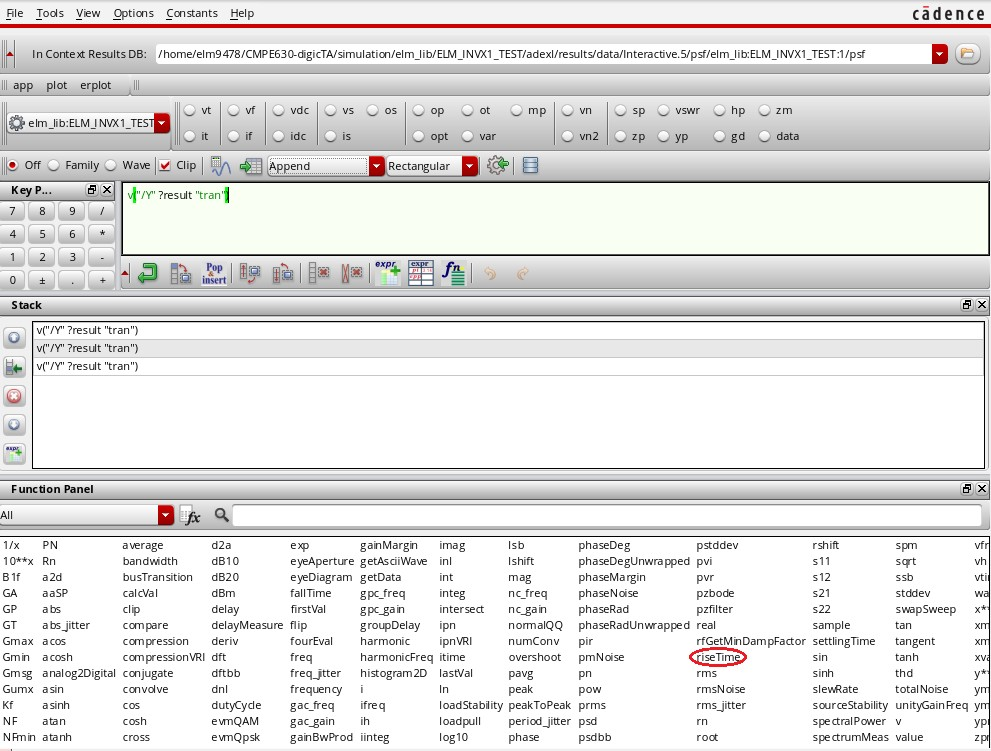 File Tools View Options Constants Help cādence
In Context Results DB: /home/elm9478/CMPE630-digicTA/simulation/elm_lib/ELM_INVX1_TEST/adexl/results/data/Interactive.5/psf/elm_lib:ELM_INVX1_TEST:1/psf
app plot erplot
vt vf vdc vs os op ot mp vn sp vswr hp zm
elm_lib:ELM_INVX1_TEST
it if idc is opt var vn2 zp yp gd data
Off Family Wave Clip Append Rectangular
Key P...
7 8 9 /
4 5 6 *
1 2 3 -
0 ± . +
v("/Y" ?result "tran")
Pop & insert expr expr fn
Stack
v("/Y" ?result "tran")
v("/Y" ?result "tran")
v("/Y" ?result "tran")
expr
Function Panel
All fx
1/x PN average d2a exp gainMargin imag lsb phaseDeg pstddev rshift spm vfr
10**x Rn bandwidth dB10 eyeAperture getAsciiWave inl lshift phaseDegUnwrapped pvi s11 sqrt vh
B1f a2d busTransition dB20 eyeDiagram getData int mag phaseMargin pvr s12 ssb vti
GA aaSP calcVal dBm fallTime gpc_freq integ nc_freq phaseNoise pzbode s21 stddev wa
GP abs clip delay firstVal gpc_gain intersect nc_gain phaseRad pzfilter s22 swapSweep x**
GT abs_jitter compare delayMeasure flip groupDelay ipn normalQQ phaseRadUnwrapped real sample tan xm
Gmax acos compression deriv fourEval harmonic ipnVRI numConv pir rfGetMinDampFactor settlingTime tangent xm
Gmin acosh compressionVRI dft freq harmonicFreq itime overshoot pmNoise riseTime sin tanh xva
Gmsg analog2Digital conjugate dftbb freq_jitter histogram2D lastVal pavg pn rms sinh thd y**
Gumx asin convolve dnl frequency i ln peak pow rmsNoise slewRate totalNoise ym
Kf asinh cos dutyCycle gac_freq ifreq loadStability peakToPeak prms rms_jitter sourceStability unityGainFreq ym
NF atan cosh evmQAM gac_gain ih loadpull period_jitter psd rn spectralPower v ypr
NFmin atanh cross evmQpsk gainBwProd iinteg log10 phase psdbb root spectrumMeas value zpr